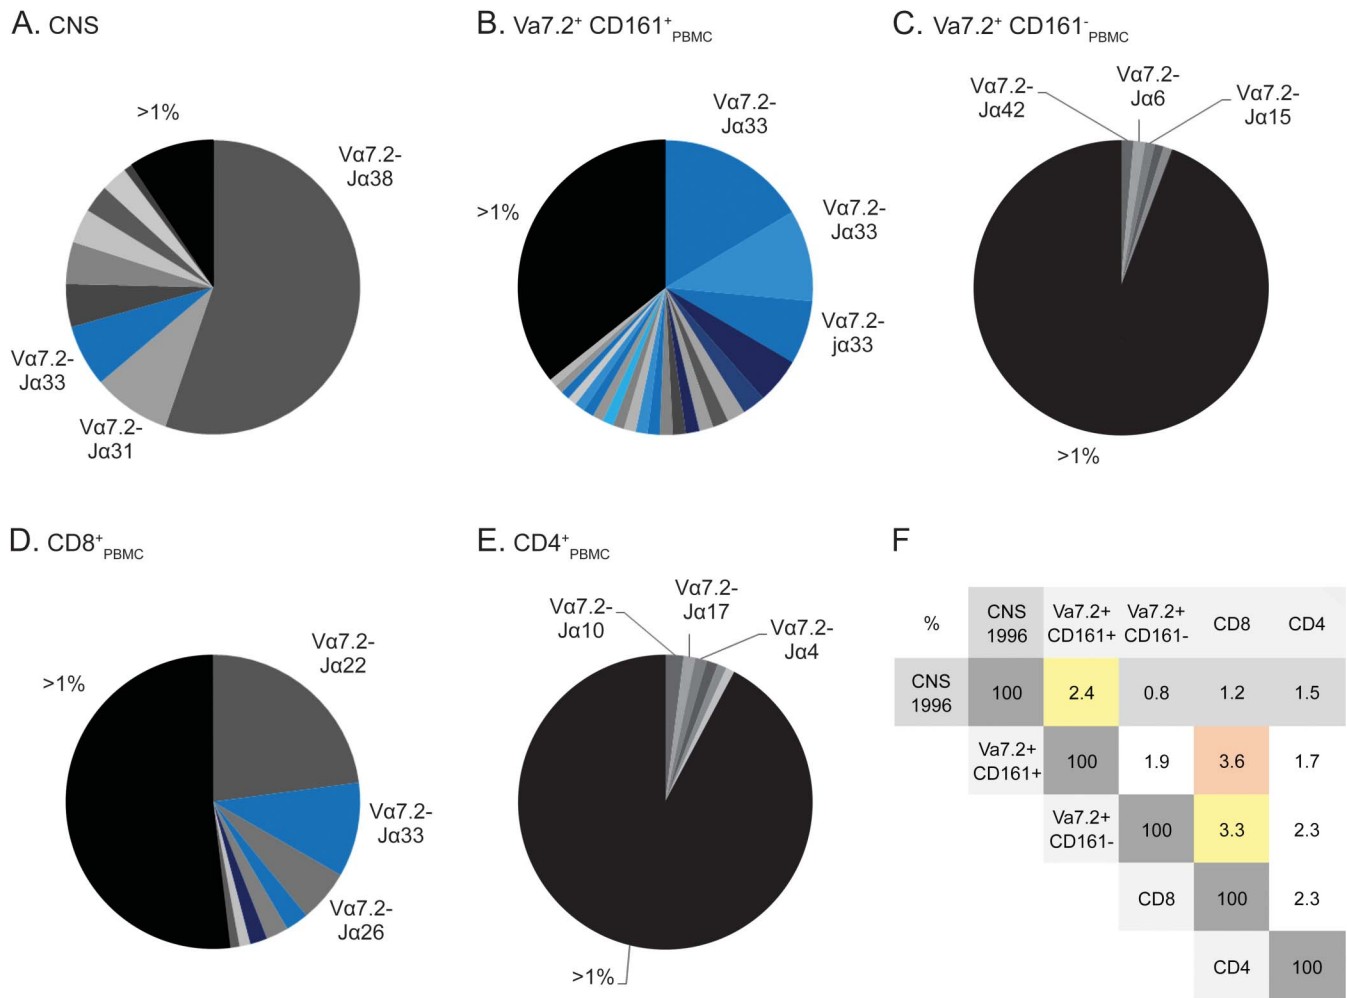 A. CNS
>1%
Vα7.2-
Jα38
Vα7.2-
Jα33
Vα7.2-
Jα31
B. Va7.2+ CD161+PBMC
Vα7.2-
Jα33
>1%
Vα7.2-
Jα33
Vα7.2-
jα33
C. Va7.2+ CD161-PBMC
Vα7.2-
Jα42
Vα7.2-
Jα6
Vα7.2-
Jα15
>1%
D. CD8+PBMC
>1%
Vα7.2-
Jα22
Vα7.2-
Jα33
Vα7.2-
Jα26
E. CD4+PBMC
Vα7.2-
Jα10
Vα7.2-
Jα17
Vα7.2-
Jα4
>1%
F
% CNS 1996 Va7.2+ CD161+ Va7.2+ CD161- CD8 CD4
CNS 1996 100 2.4 0.8 1.2 1.5
Va7.2+ CD161+ 100 1.9 3.6 1.7
Va7.2+ CD161- 100 3.3 2.3
CD8 100 2.3
CD4 100